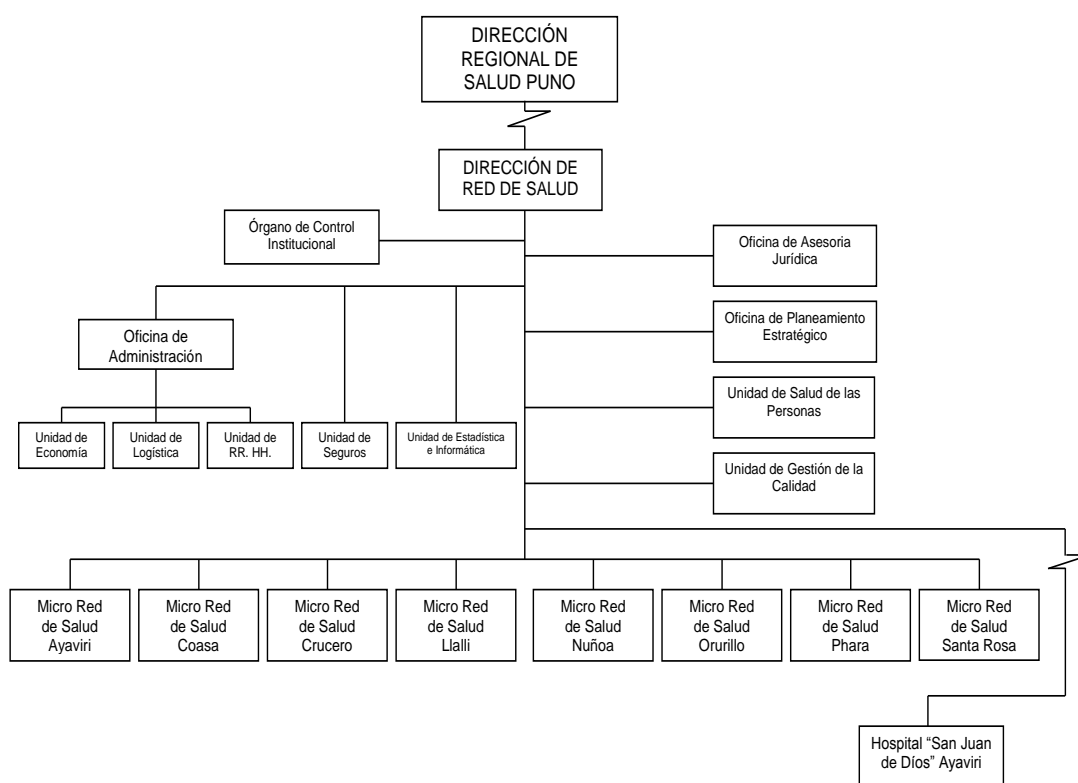 DIRECCIÓN
REGIONAL DE
SALUD PUNO
DIRECCIÓN DE
RED DE SALUD
Órgano de Control
Institucional
Oficina de Asesoria
Jurídica
Oficina de Planeamiento
Estratégico
Oficina de
Administración
Unidad de Salud de las
Personas
Unidad de
Economía
Unidad de
Logística
Unidad de
RR. HH.
Unidad de
Seguros
Unidad de Estadística
e Informática
Unidad de Gestión de la
Calidad
Micro Red
de Salud
Ayaviri
Micro Red
de Salud
Coasa
Micro Red
de Salud
Crucero
Micro Red
de Salud
Llalli
Micro Red
de Salud
Nuñoa
Micro Red
de Salud
Orurillo
Micro Red
de Salud
Phara
Micro Red
de Salud
Santa Rosa
Hospital “San Juan
de Díos” Ayaviri